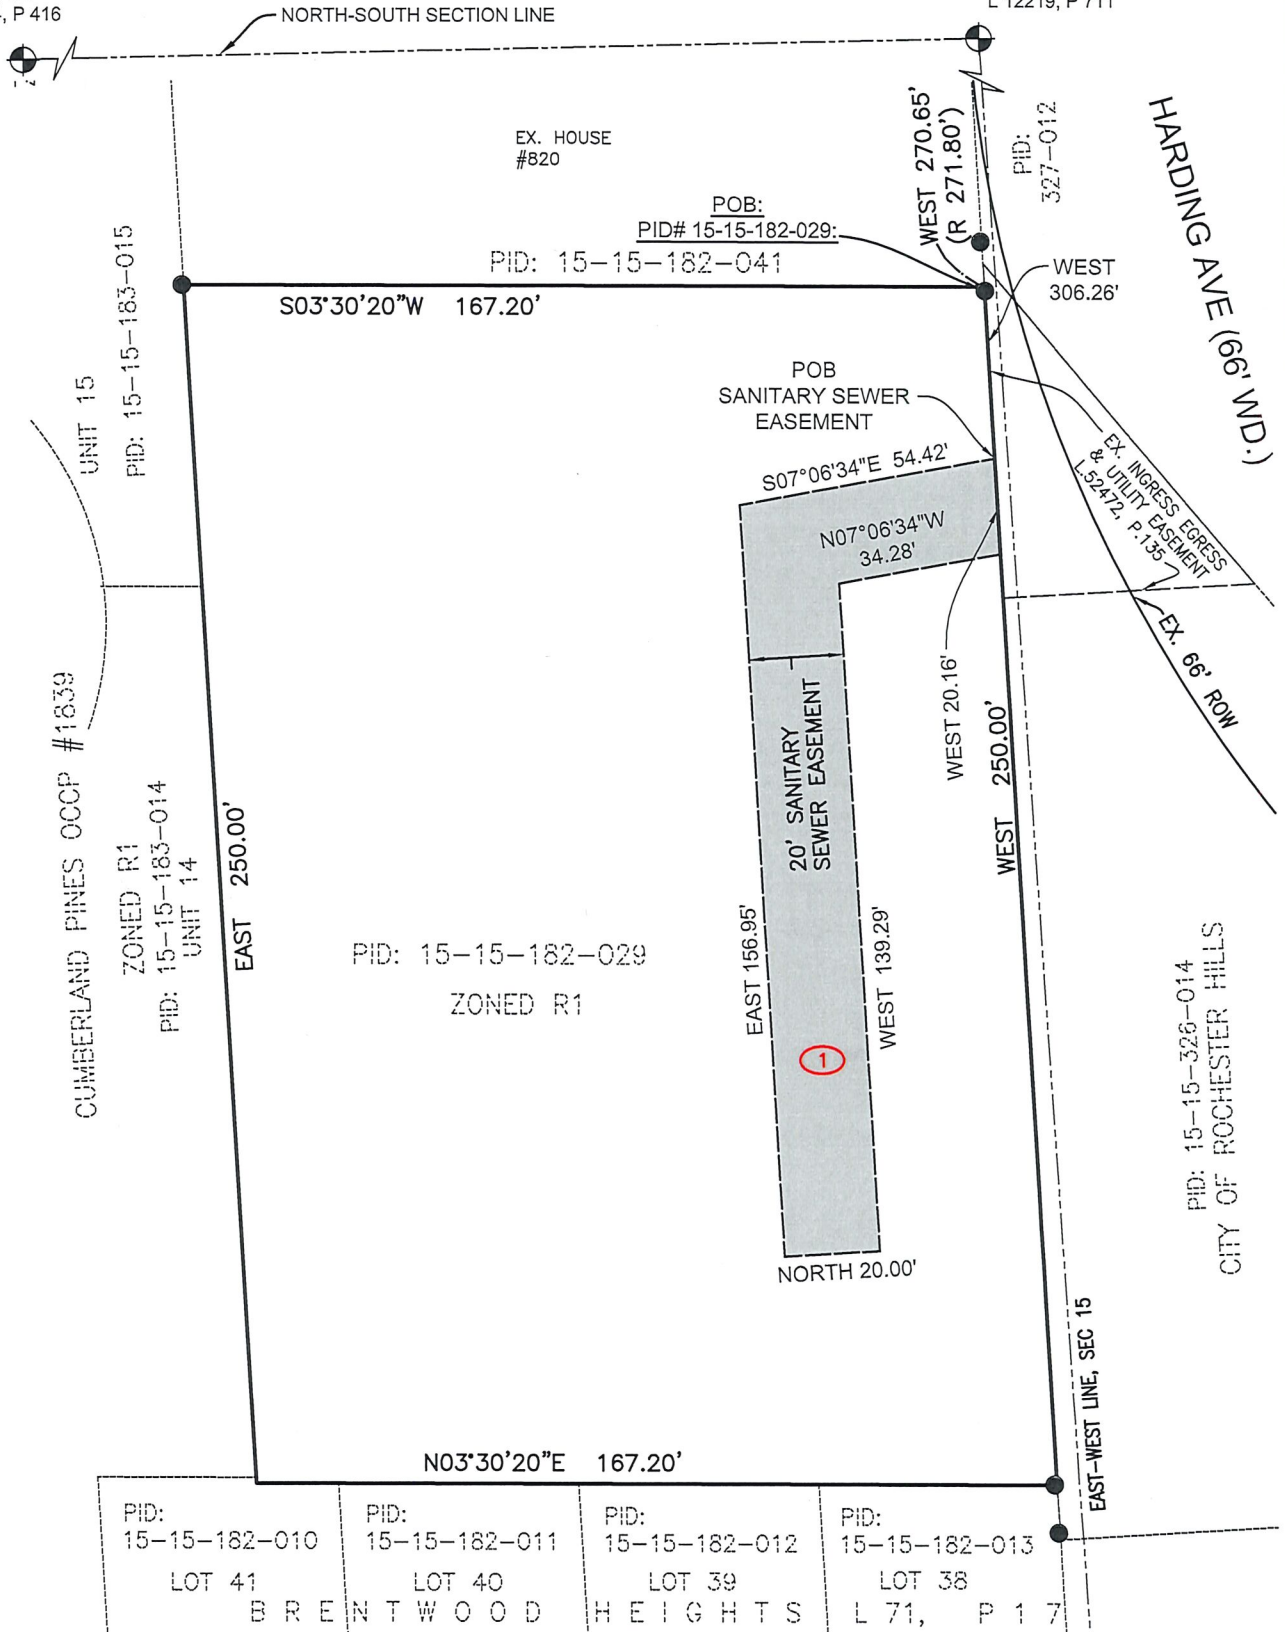 , P 416
NORTH-SOUTH SECTION LINE
L 12219, P 711
EX. HOUSE
#820
WEST 270.65'
(R 271.80')
PID:
327-012
HARDING AVE (66' WD.)
POB:
PID# 15-15-182-029:
PID: 15-15-182-041
WEST
306.26'
S03°30'20"W 167.20'
UNIT 15
PID: 15-15-183-015
POB
SANITARY SEWER
EASEMENT
S07°06'34"E 54.42'
N07°06'34"W
34.28'
EX. INGRESS EGRESS
& UTILITY EASEMENT
L.52472, P.135
EX. 66' ROW
WEST 20.16'
WEST 250.00'
20' SANITARY
SEWER EASEMENT
CUMBERLAND PINES OCCP #1839
ZONED R1
PID: 15-15-183-014
UNIT 14
EAST 250.00'
PID: 15-15-182-029
ZONED R1
EAST 156.95'
WEST 139.29'
1
PID: 15-15-326-014
CITY OF ROCHESTER HILLS
NORTH 20.00'
EAST-WEST LINE, SEC 15
N03°30'20"E 167.20'
PID:
15-15-182-010
LOT 41
PID:
15-15-182-011
LOT 40
PID:
15-15-182-012
LOT 39
PID:
15-15-182-013
LOT 38
BRENTWOOD HEIGHTS L 71, P 17